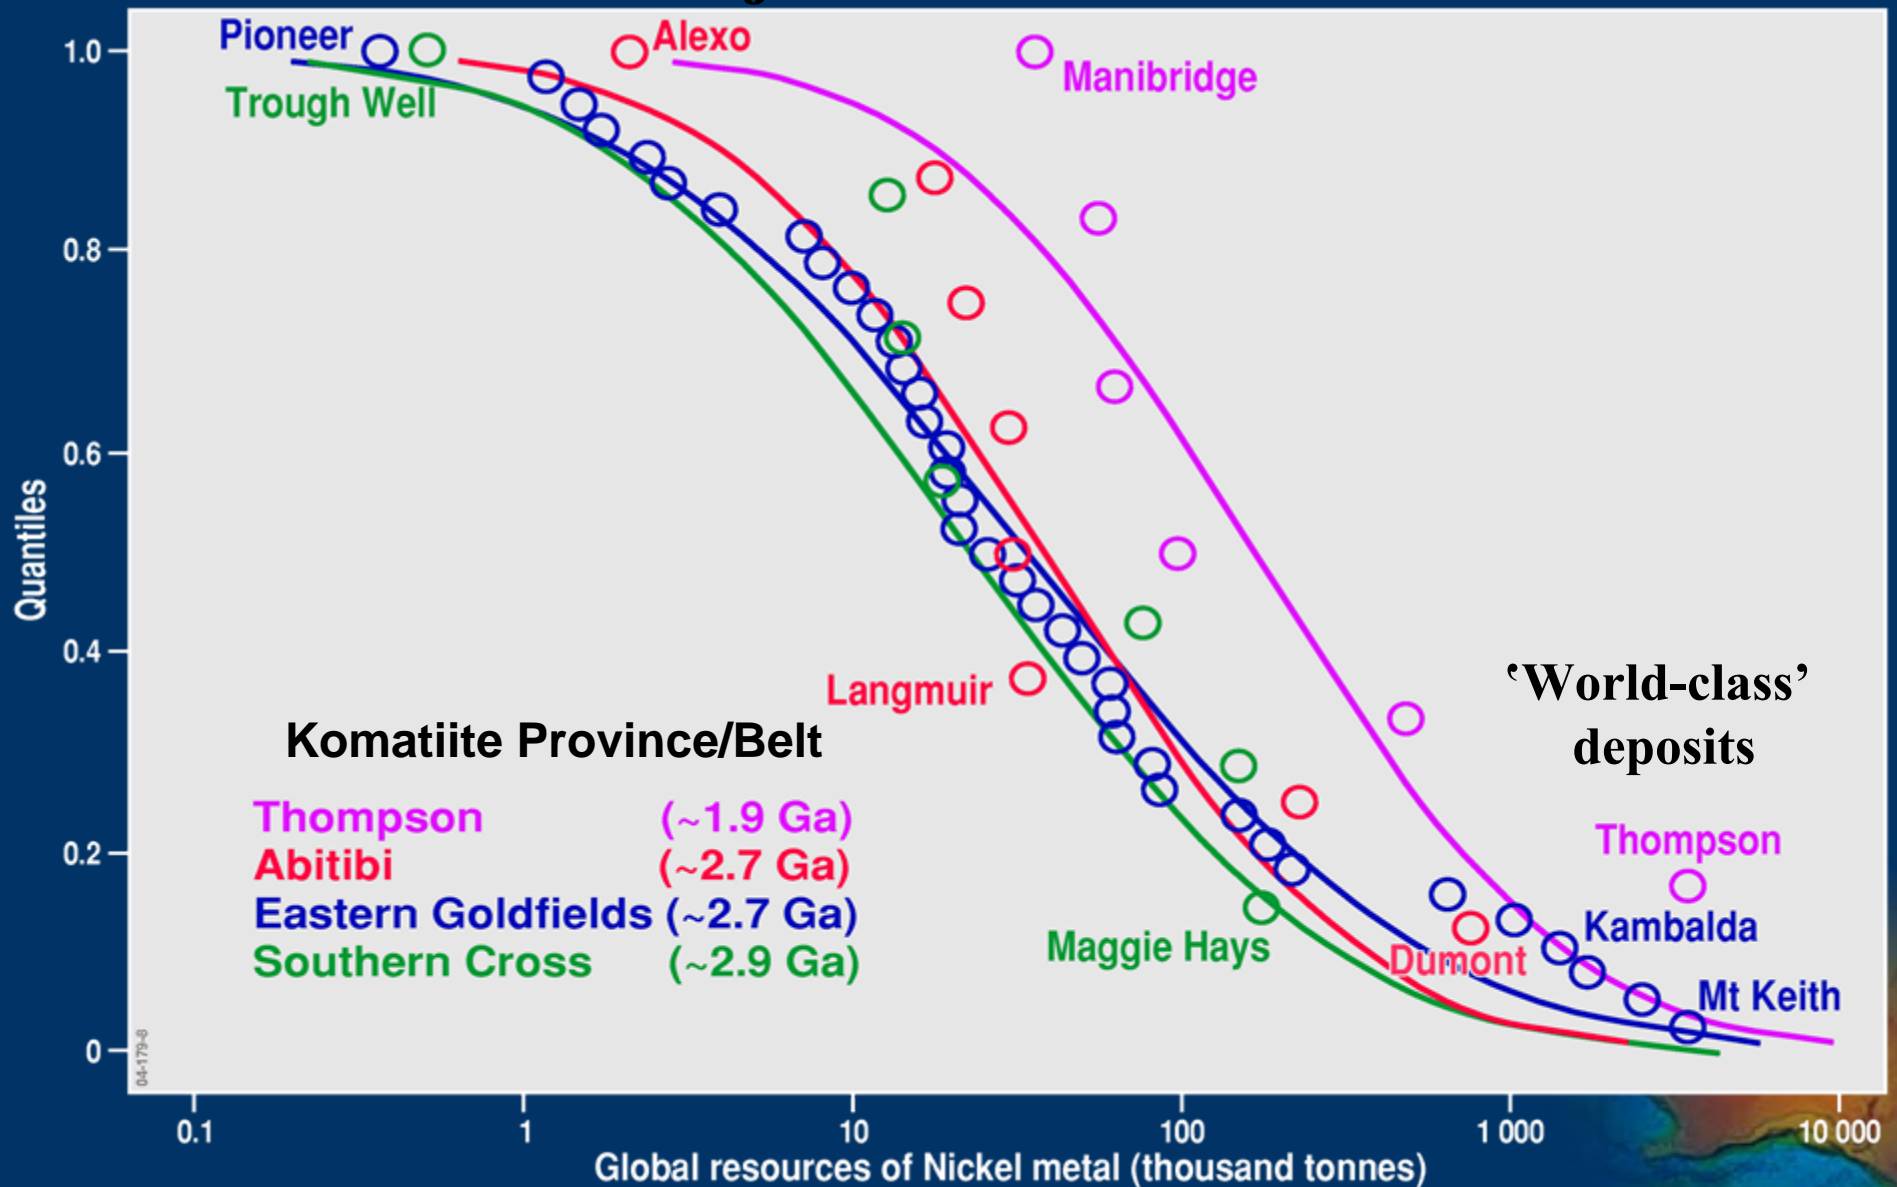 Pioneer
Alexo
Manibridge
Trough Well
1.0
0.8
0.6
0.4
0.2
0
Quantiles
Langmuir
‘World-class’
deposits
Komatiite Province/Belt
Thompson (~1.9 Ga)
Abitibi (~2.7 Ga)
Eastern Goldfields (~2.7 Ga)
Southern Cross (~2.9 Ga)
Thompson
Kambalda
Maggie Hays
Dumont
Mt Keith
04-179-8
0.1 1 10 100 1 000 10 000
Global resources of Nickel metal (thousand tonnes)